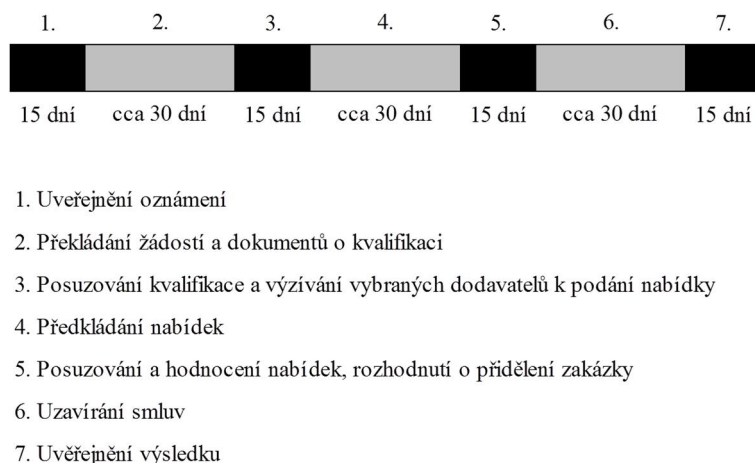 1. 2. 3. 4. 5. 6. 7.
15 dní cca 30 dní 15 dní cca 30 dní 15 dní cca 30 dní 15 dní
1. Uveřejnění oznámení
2. Překládání žádostí a dokumentů o kvalifikaci
3. Posuzování kvalifikace a výzívání vybraných dodavatelů k podání nabídky
4. Předkládání nabídek
5. Posuzování a hodnocení nabídek, rozhodnutí o přidělení zakázky
6. Uzavírání smluv
7. Uvěřejnění výsledku